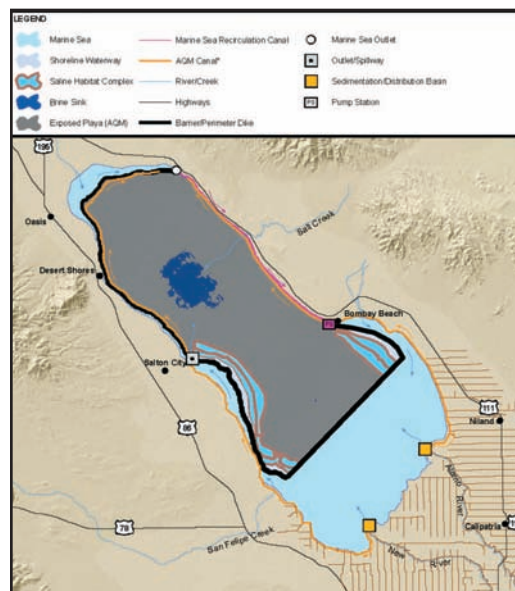 LEGEND
Marine Sea
Marine Sea Recirculation Canal
Marine Sea Outlet
Shoreline Waterway
AQM Canal*
Outlet/Spillway
Saline Habitat Complex
River/Creek
Sedimentation/Distribution Basin
Brine Sink
Highways
PS
Pump Station
Exposed Playa (AQM)
Barrier/Perimeter Dike
195
Oasis
Salt Creek
Desert Shores
PS
Bombay Beach
Salton City
111
86
Niland
Alamo
River
78
Calipatria
San Felipe Creek
New
River